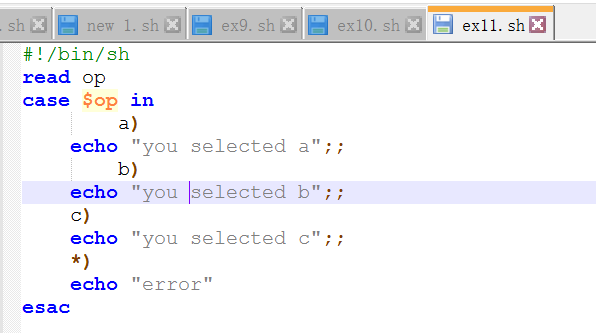 .sh new 1.sh ex9.sh ex10.sh ex11.sh
#!/bin/sh
read op
case $op in
a)
echo "you selected a";;
b)
echo "you selected b";;
c)
echo "you selected c";;
*)
echo "error"
esac